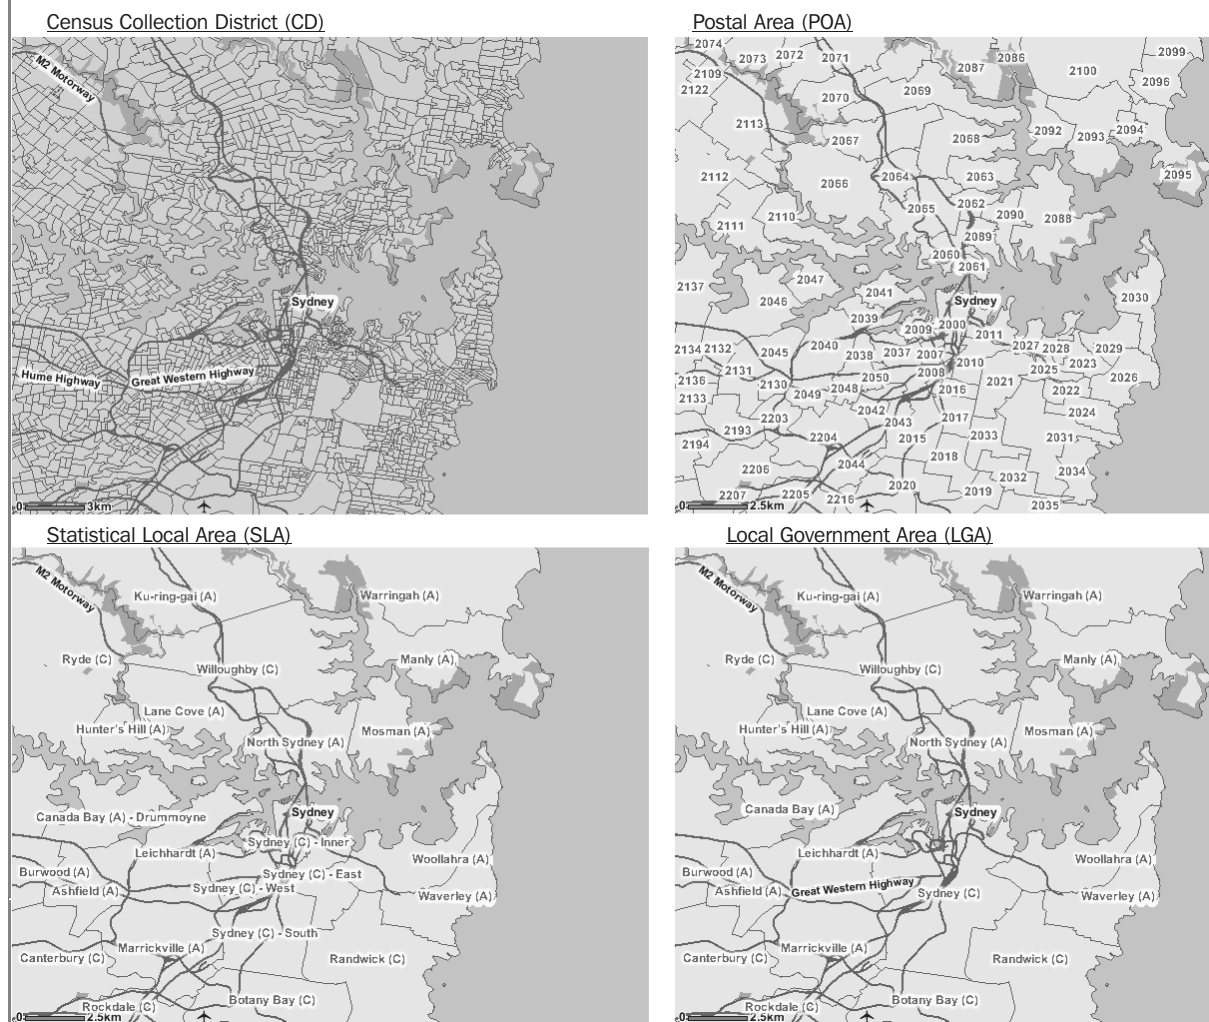 Census Collection District (CD)
M2 Motorway
Sydney
Hume Highway
Great Western Highway
0 3km
Postal Area (POA)
2074
2073 2072 2071
2087 2086
2099
2109
2100
2096
2122
2070 2069
2113
2067
2068
2092 2093 2094
2112
2066
2064
2063
2095
2110
2065
2062
2090 2088
2111
2089
2060
2061
2137
2047
2046
2041
Sydney
2030
2039
2009 2000 2011
2040
2134 2132
2045
2038 2037 2007
2027 2028 2029
2010
2131
2008
2025 2023
2136
2130
2050
2021
2026
2133
2049 2048
2016
2022
2042
2024
2203
2043
2017
2193
2194
2204
2015
2033
2031
2044
2018
2206
2032
2034
2020
2019
2207 2205 2216
2035
0 2.5km
Statistical Local Area (SLA)
M2 Motorway
Ku-ring-gai (A)
Warringah (A)
Ryde (C)
Willoughby (C)
Manly (A)
Lane Cove (A)
Hunter's Hill (A)
Mosman (A)
North Sydney (A)
Sydney
Canada Bay (A) - Drummoyne
Sydney (C) - Inner
Leichhardt (A)
Woollahra (A)
Burwood (A)
Sydney (C) - East
Ashfield (A)
Sydney (C) - West
Waverley (A)
Sydney (C) - South
Marrickville (A)
Canterbury (C)
Randwick (C)
Botany Bay (C)
Rockdale (C)
0 2.5km
Local Government Area (LGA)
M2 Motorway
Ku-ring-gai (A)
Warringah (A)
Ryde (C)
Willoughby (C)
Manly (A)
Lane Cove (A)
Hunter's Hill (A)
Mosman (A)
North Sydney (A)
Canada Bay (A)
Sydney
Leichhardt (A)
Woollahra (A)
Burwood (A)
Ashfield (A)
Great Western Highway
Sydney (C)
Waverley (A)
Marrickville (A)
Canterbury (C)
Randwick (C)
Botany Bay (C)
Rockdale (C)
0 2.5km